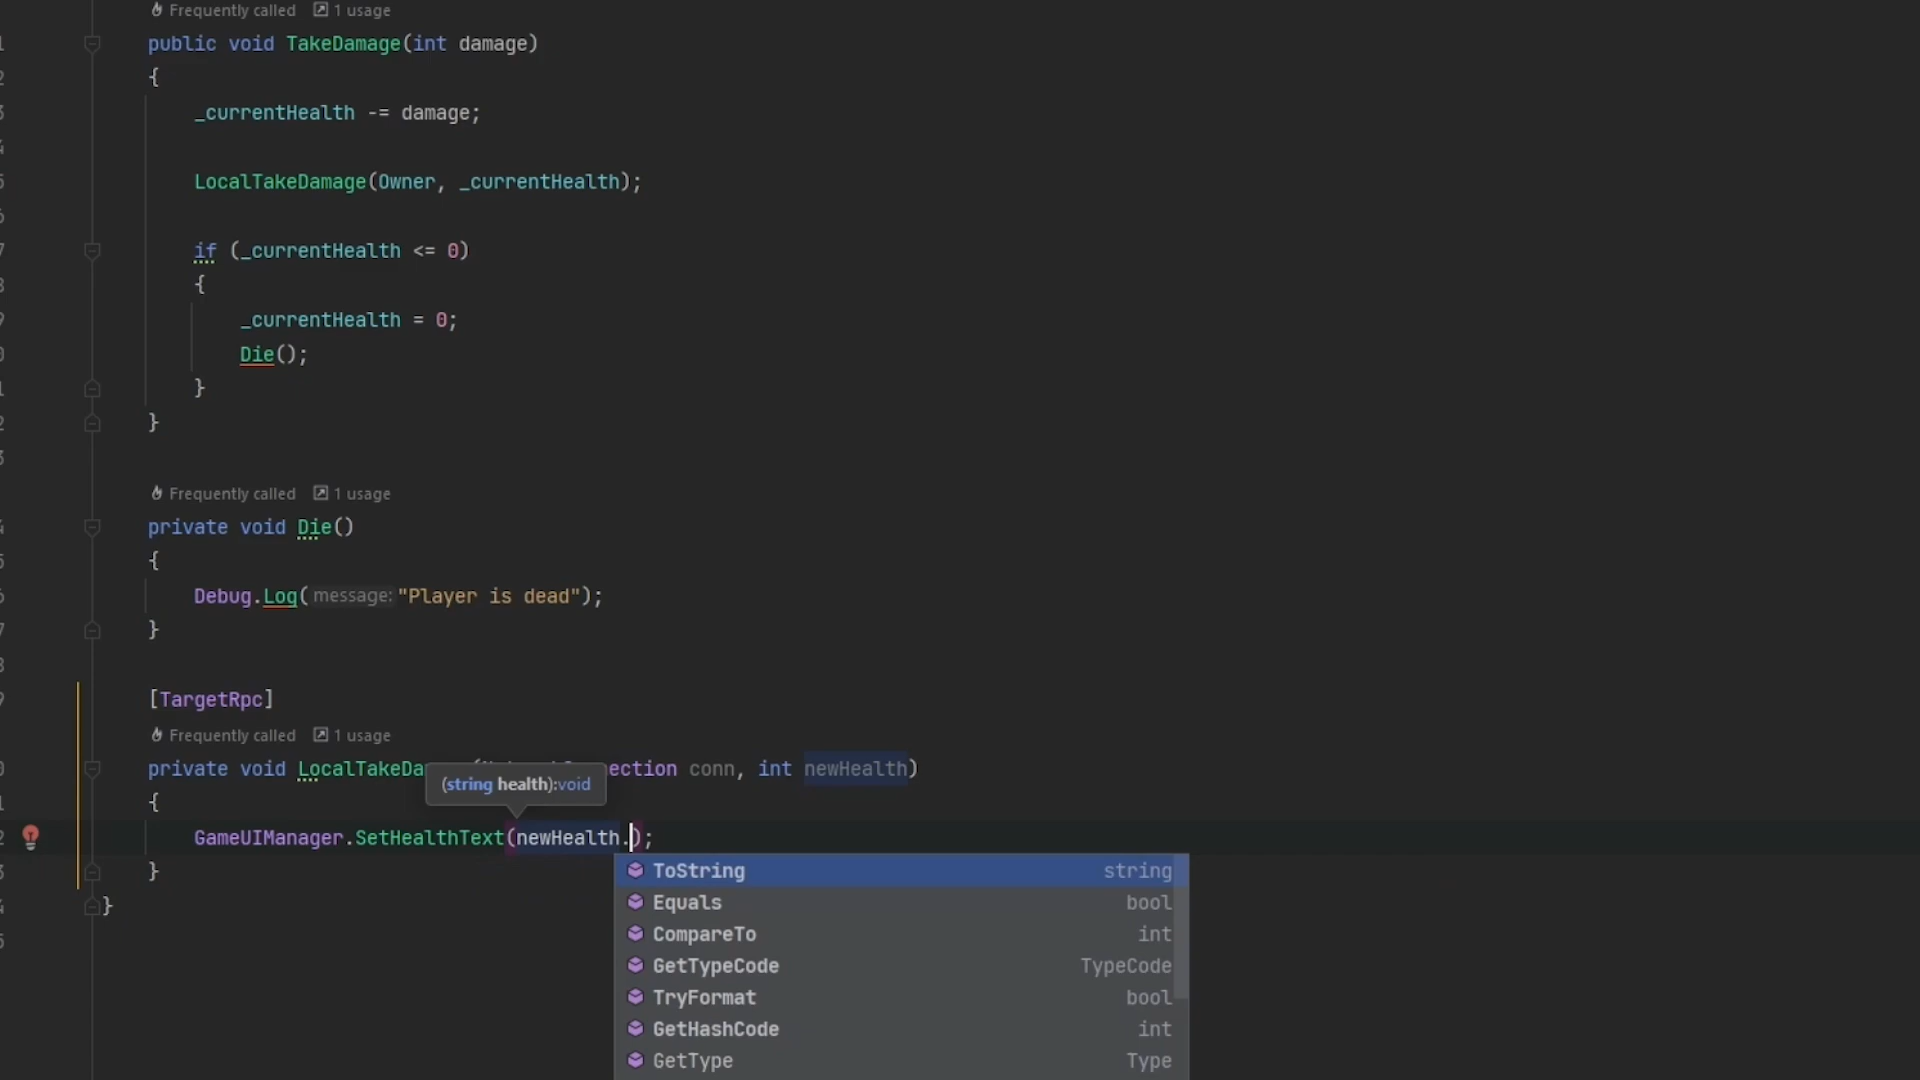 Frequently called 1 usage
public void TakeDamage(int damage)
{
_currentHealth -= damage;
LocalTakeDamage(Owner, _currentHealth);
if (_currentHealth <= 0)
{
_currentHealth = 0;
Die();
}
}
Frequently called 1 usage
private void Die()
{
Debug.Log( message: "Player is dead");
}
[TargetRpc]
Frequently called 1 usage
private void LocalTakeDa ection conn, int newHealth)
(string health):void
{
GameUIManager.SetHealthText(newHealth.);
}
}
ToString string
Equals bool
CompareTo int
GetTypeCode TypeCode
TryFormat bool
GetHashCode int
GetType Type